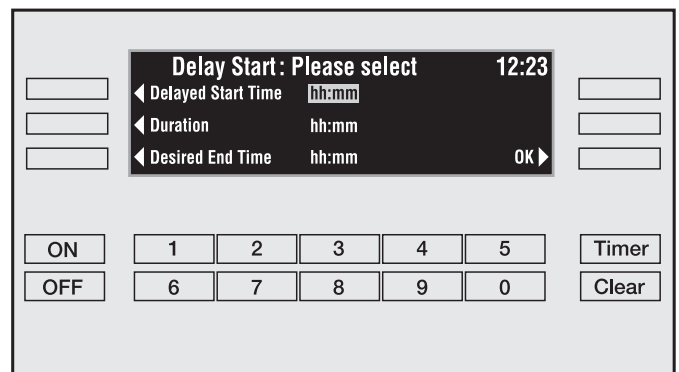 Delay Start: Please select 12:23
Delayed Start Time hh:mm
Duration hh:mm
Desired End Time hh:mm OK
ON 1 2 3 4 5 Timer
OFF 6 7 8 9 0 Clear